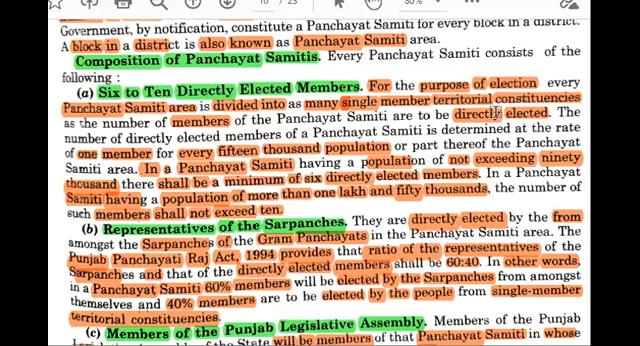 10 / 23
80%
Government, by notification, constitute a Panchayat Samiti for every block in a district.
A block in a district is also known as Panchayat Samiti area.
Composition of Panchayat Samitis. Every Panchayat Samiti consists of the
following :
(a) Six to Ten Directly Elected Members. For the purpose of election every
Panchayat Samiti area is divided into as many single member territorial constituencies
as the number of members of the Panchayat Samiti are to be directly elected. The
number of directly elected members of a Panchayat Samiti is determined at the rate
of one member for every fifteen thousand population or part thereof the Panchayat
Samiti area. In a Panchayat Samiti having a population of not exceeding ninety
thousand there shall be a minimum of six directly elected members. In a Panchayat
Samiti having a population of more than one lakh and fifty thousands, the number of
such members shall not exceed ten.
(b) Representatives of the Sarpanches. They are directly elected by the from
amongst the Sarpanches of the Gram Panchayats in the Panchayat Samiti area. The
Punjab Panchayati Raj Act, 1994 provides that ratio of the representatives of the
Sarpanches and that of the directly elected members shall be 60:40. In other words,
in a Panchayat Samiti 60% members will be elected by the Sarpanches from amongst
themselves and 40% members are to be elected by the people from single-member
territorial constituencies.
(c) Members of the Punjab Legislative Assembly. Members of the Punjab
of the State will be members of that Panchayat Samiti in whose